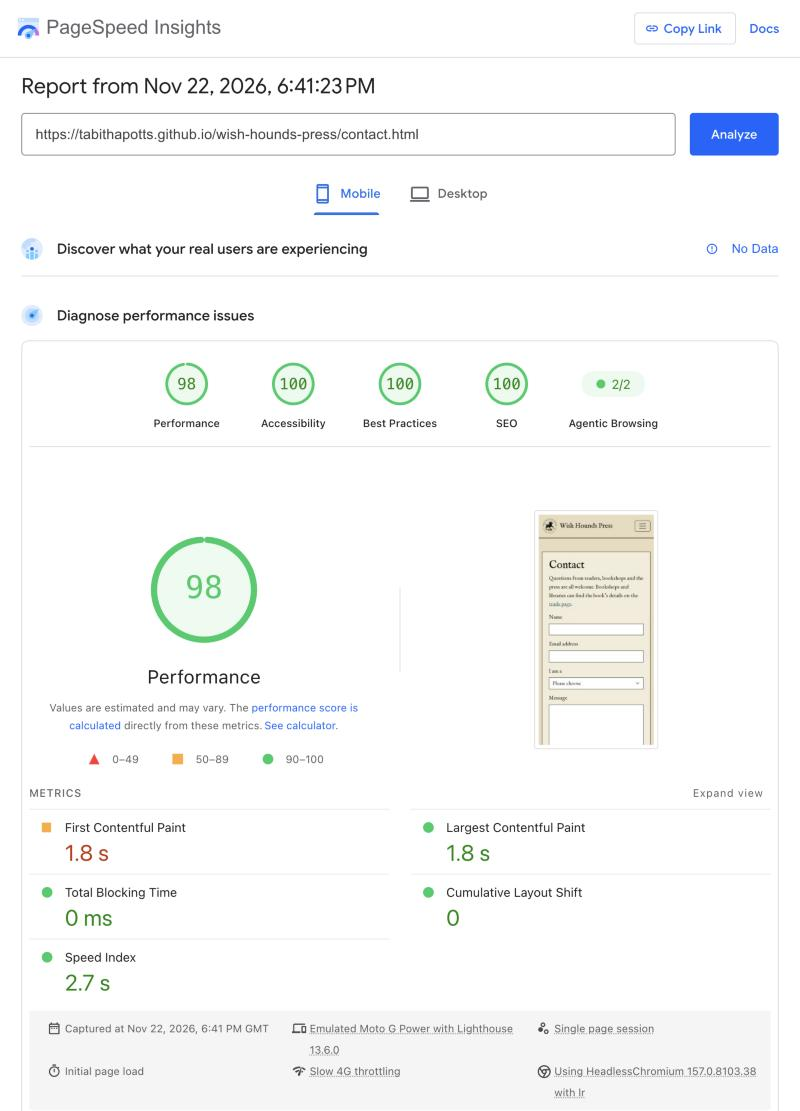 PageSpeed Insights
Copy Link
Docs
Report from Nov 22, 2026, 6:41:23 PM
https://tabithapotts.github.io/wish-hounds-press/contact.html
Analyze
Mobile
Desktop
Discover what your real users are experiencing
No Data
Diagnose performance issues
98
100
100
100
2/2
Performance
Accessibility
Best Practices
SEO
Agentic Browsing
98
Performance
Values are estimated and may vary. The performance score is
calculated directly from these metrics. See calculator.
0–49
50–89
90–100
Wish Hounds Press
Contact
Questions from readers, bookshops and the
press are all welcome. Bookshops and
libraries can find the book's details on the
trade page.
Name
Email address
I am a
Please choose
Message
METRICS
Expand view
First Contentful Paint
1.8 s
Largest Contentful Paint
1.8 s
Total Blocking Time
0 ms
Cumulative Layout Shift
0
Speed Index
2.7 s
Captured at Nov 22, 2026, 6:41 PM GMT
Emulated Moto G Power with Lighthouse
13.6.0
Single page session
Initial page load
Slow 4G throttling
Using HeadlessChromium 157.0.8103.38
with lr